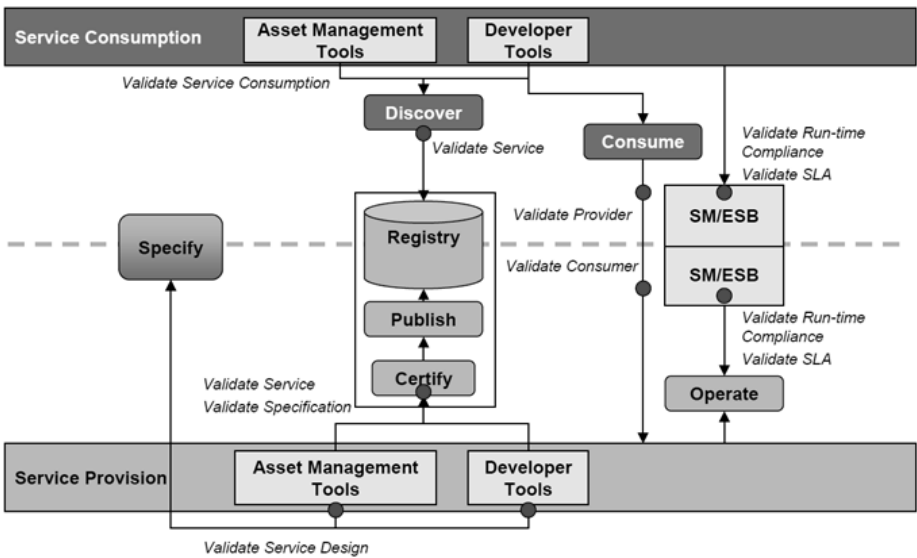 Service Consumption
Asset Management
Tools
Developer
Tools
Validate Service Consumption
Discover
Validate Service
Consume
Validate Run-time
Compliance
Validate SLA
Validate Provider
SM/ESB
Registry
Specify
Validate Consumer
SM/ESB
Publish
Validate Run-time
Compliance
Validate SLA
Certify
Validate Service
Validate Specification
Operate
Service Provision
Asset Management
Tools
Developer
Tools
Validate Service Design